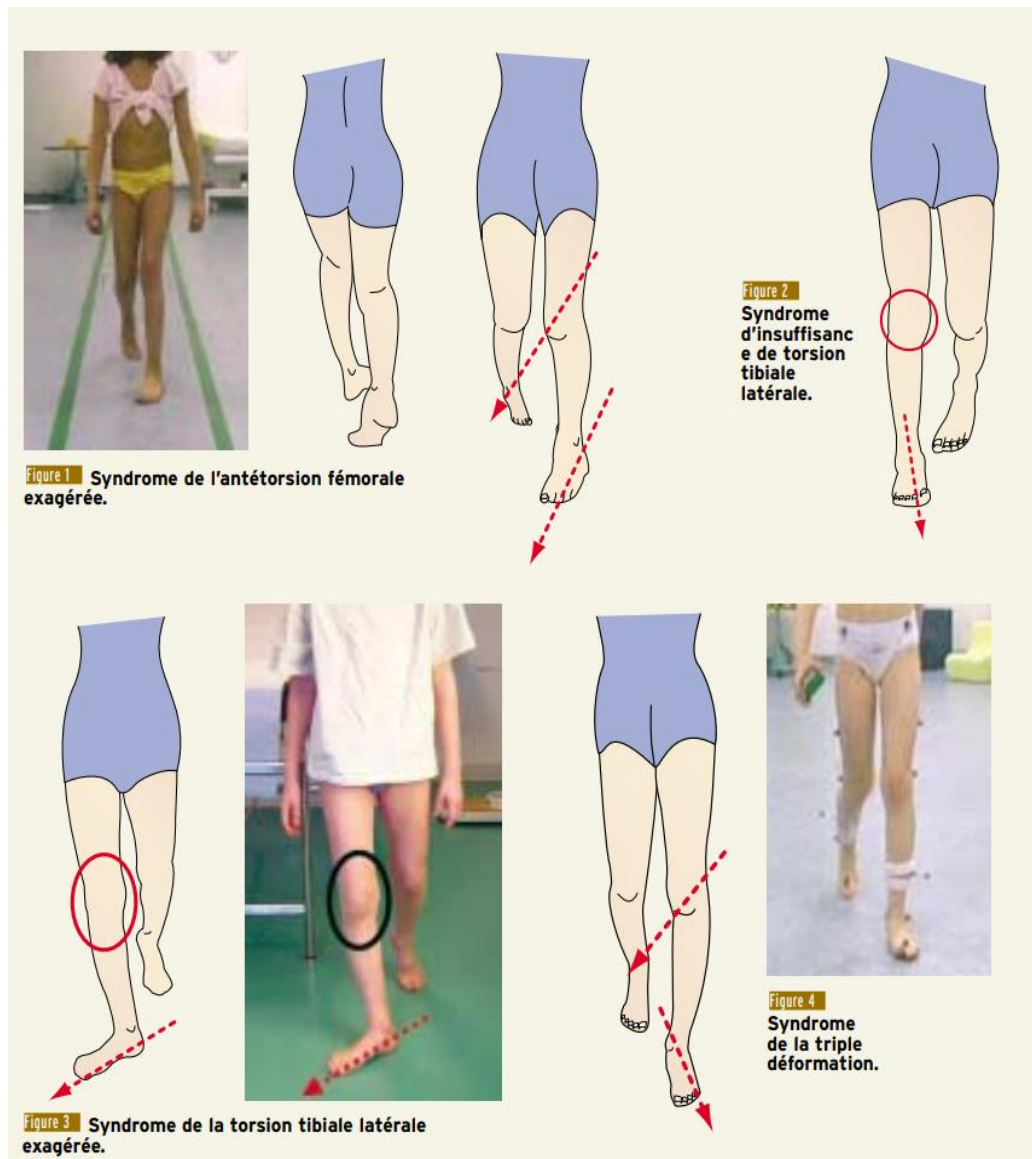 Figure 1 Syndrome de l'antétorsion fémorale
exagérée.
Figure 2
Syndrome
d'insuffisanc
e de torsion
tibiale
latérale.
Figure 3 Syndrome de la torsion tibiale latérale
exagérée.
Figure 4
Syndrome
de la triple
déformation.